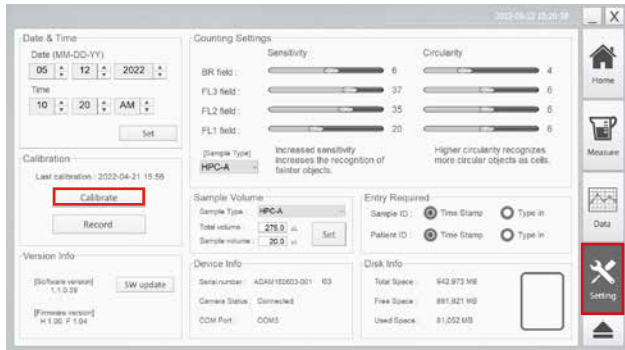 2022-05-12 10:20:38
Date & Time
Date (MM-DD-YY)
05 12 2022
Time
10 20 AM
Set
Calibration
Last calibration : 2022-04-21 15:56
Calibrate
Record
Version Info
[Software version]
1.1.0.39
SW update
[Firmware version]
H 1.00 F 1.04
Counting Settings
Sensitivity Circularity
BR field : 6 4
FL3 field : 37 6
FL2 field : 35 6
FL1 field : 20 6
[Sample Type]
HPC-A
Increased sensitivity
increases the recognition of
fainter objects.
Higher circularity recognizes
more circular objects as cells.
Sample Volume
Sample Type : HPC-A
Total volume : 275.0 uL
Sample volume : 20.0 uL
Set
Entry Required
Sample ID : Time Stamp Type in
Patient ID : Time Stamp Type in
Device Info
Serial number : 03
Camera Status : Connected
COM Port : COM3
Disk Info
Total Space : 942,973 MB
Free Space : 891,921 MB
Used Space : 51,052 MB
X
Home
Measure
Data
Setting